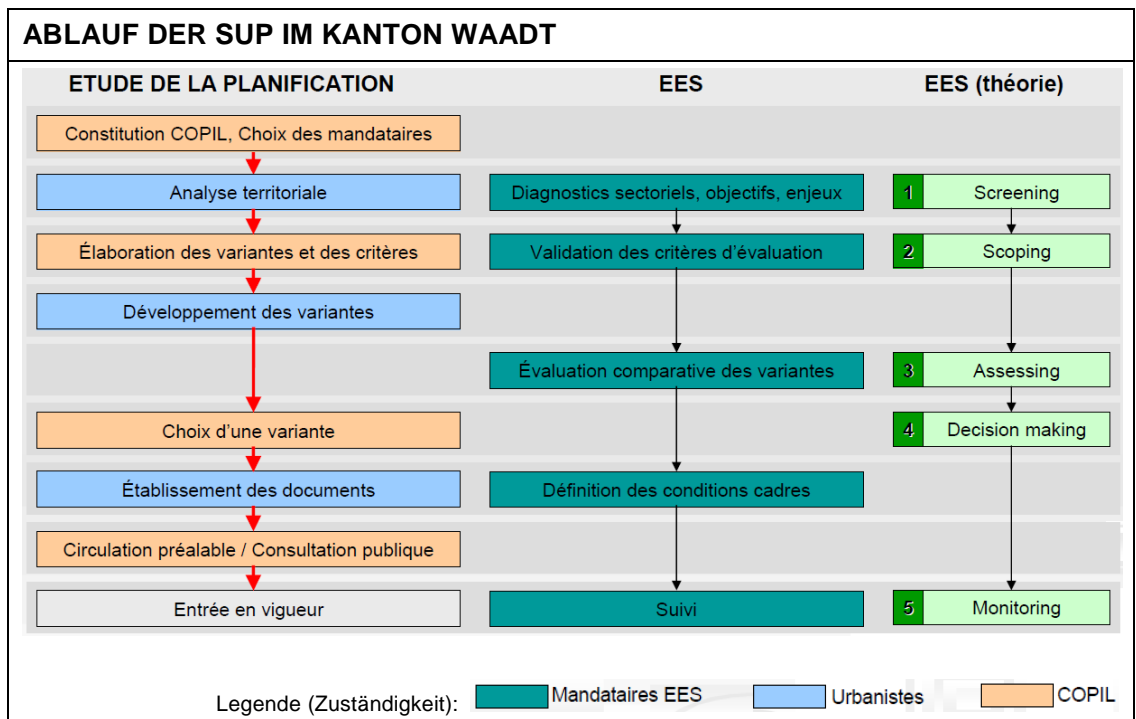 ABLAUF DER SUP IM KANTON WAADT
ETUDE DE LA PLANIFICATION EES EES (théorie)
Constitution COPIL, Choix des mandataires
Analyse territoriale Diagnostics sectoriels, objectifs, enjeux 1 Screening
Élaboration des variantes et des critères Validation des critères d'évaluation 2 Scoping
Développement des variantes
Évaluation comparative des variantes 3 Assessing
Choix d'une variante 4 Decision making
Établissement des documents Définition des conditions cadres
Circulation préalable / Consultation publique
Entrée en vigueur Suivi 5 Monitoring
Legende (Zuständigkeit): Mandataires EES Urbanistes COPIL